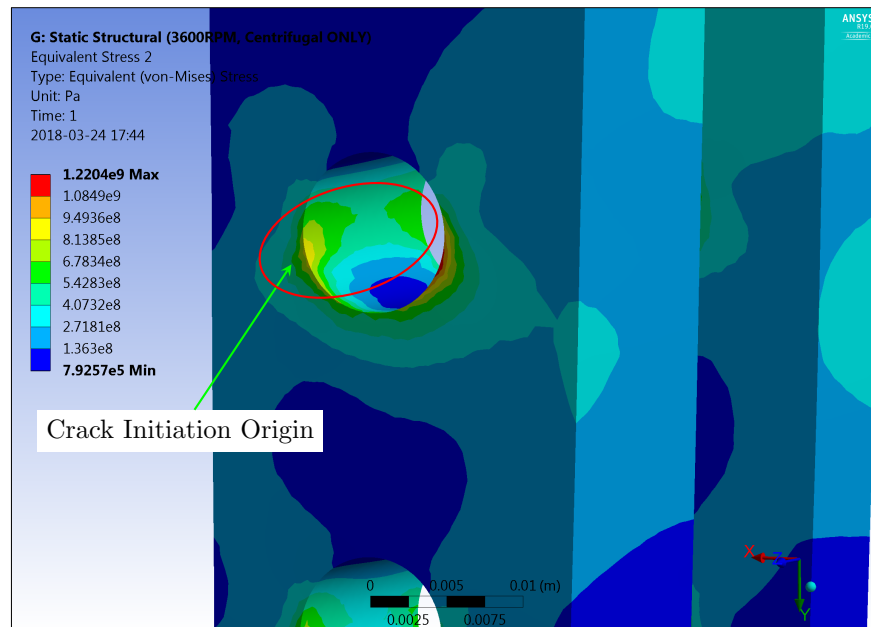 G: Static Structural (3600RPM, Centrifugal ONLY)
Equivalent Stress 2
Type: Equivalent (von-Mises) Stress
Unit: Pa
Time: 1
2018-03-24 17:44
1.2204e9 Max
1.0849e9
9.4936e8
8.1385e8
6.7834e8
5.4283e8
4.0732e8
2.7181e8
1.363e8
7.9257e5 Min
ANSYS
Academic
Crack Initiation Origin
0 0.005 0.01 (m)
0.0025 0.0075
X
Z
Y